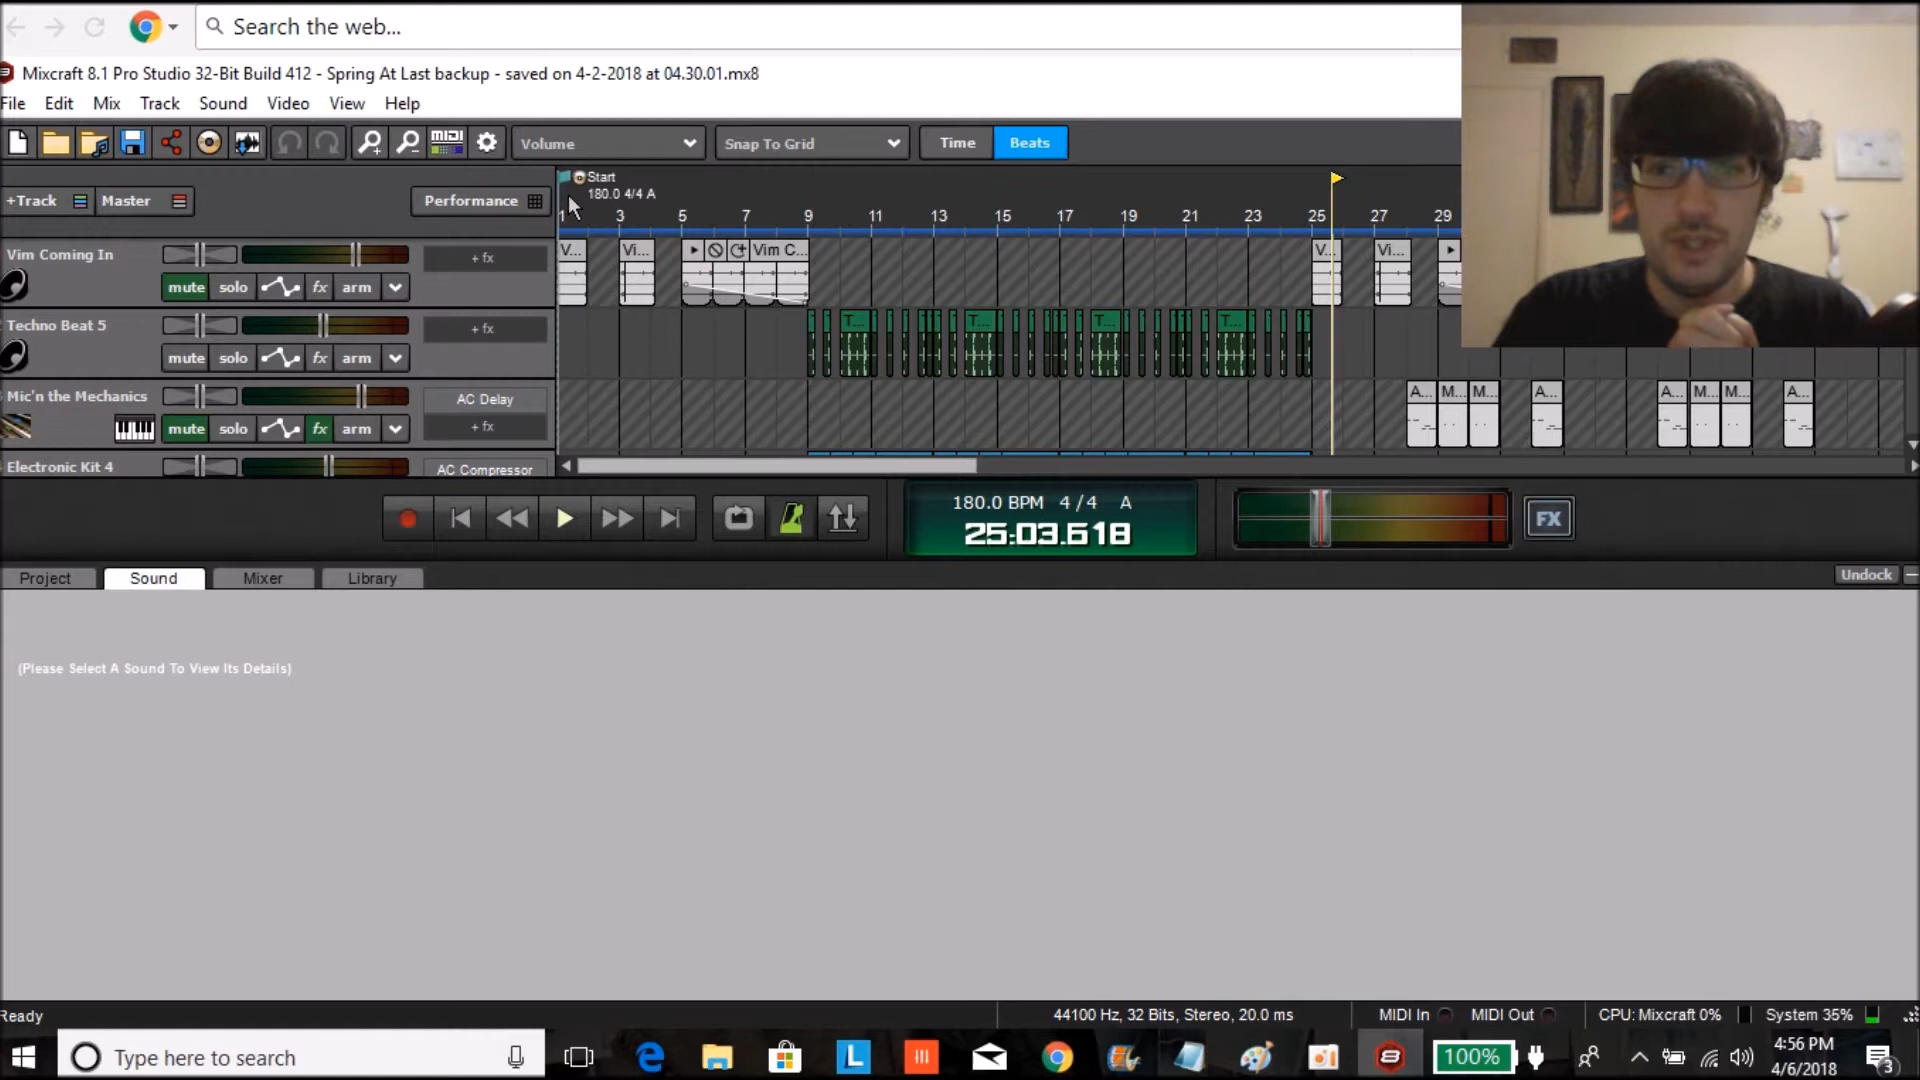 Search the web...
Mixcraft 8.1 Pro Studio 32-Bit Build 412 - Spring At Last backup - saved on 4-2-2018 at 04.30.01.mx8
File Edit Mix Track Sound Video View Help
MIDI Volume Snap To Grid Time Beats
Start
180.0 4/4 A
+Track Master Performance
1 3 5 7 9 11 13 15 17 19 21 23 25 27 29
Vim Coming In + fx V... Vi... Vim C... V... Vi...
mute solo fx arm
Techno Beat 5 + fx T... T... T... T...
mute solo fx arm
Mic'n the Mechanics AC Delay A... M... M... A... A... M... M... A...
mute solo fx arm + fx
Electronic Kit 4 AC Compressor
180.0 BPM 4/4 A
25:03.618
FX
Project Sound Mixer Library Undock
(Please Select A Sound To View Its Details)
Ready 44100 Hz, 32 Bits, Stereo, 20.0 ms MIDI In MIDI Out CPU: Mixcraft 0% System 35%
Type here to search L 8 100% 4:56 PM
4/6/2018 3